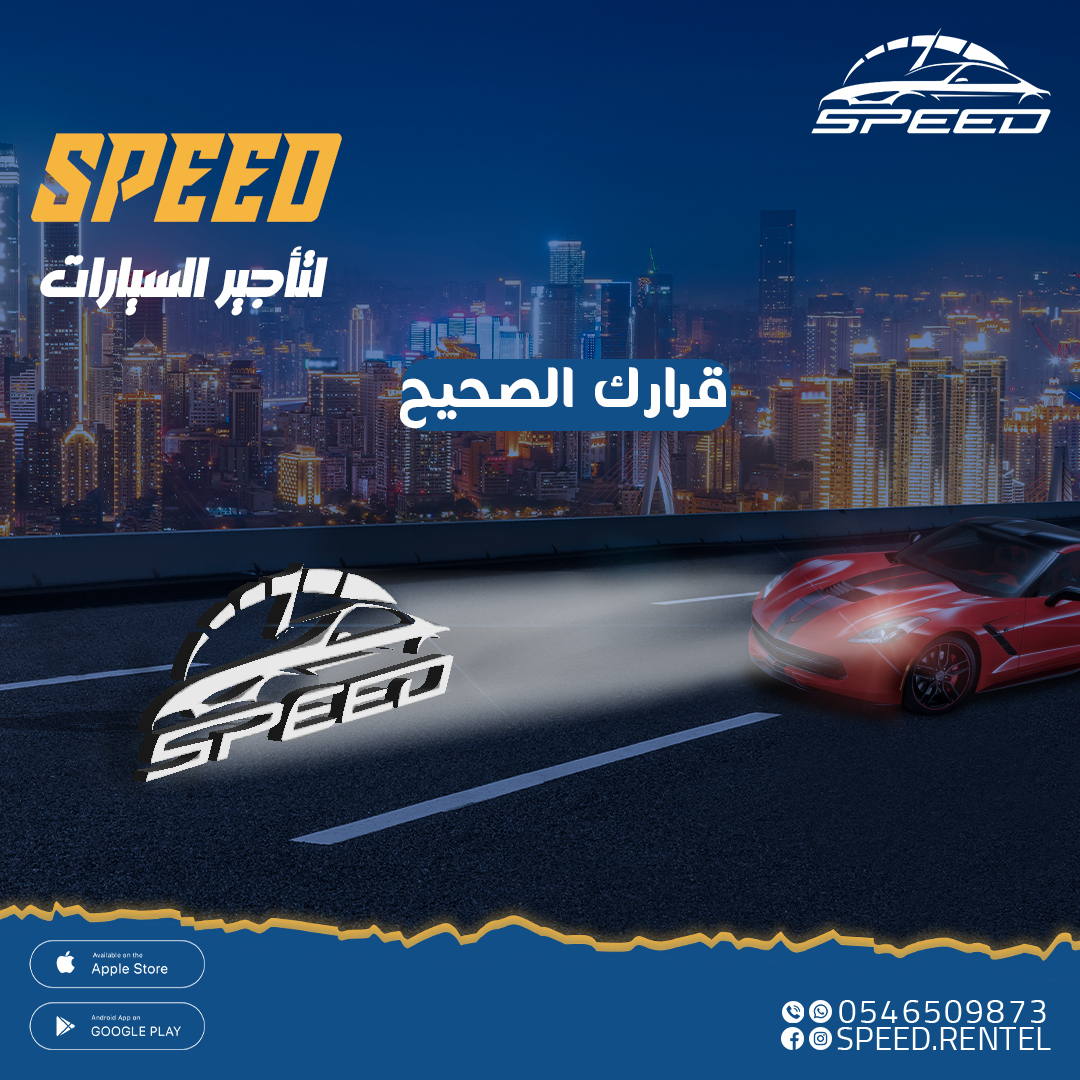 SPEED
SPEED
لتأجير السيارات
قرارك الصحيح
SPEED
Available on the
Apple Store
Android App on
GOOGLE PLAY
0546509873
SPEED.RENTEL